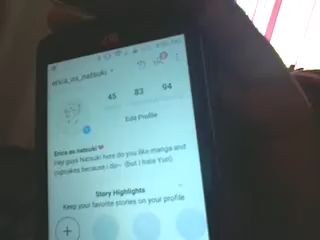 erica_as_natsuki
45 83 94
Edit Profile
Erica as natsuki
Hey guys Natsuki here do you like manga and
cupcakes because i do~ (but I hate Yuri)
Story Highlights
Keep your favorite stories on your profile